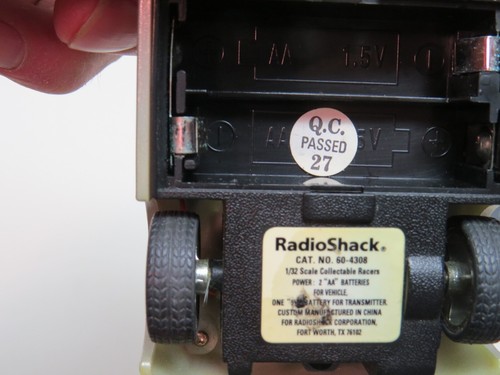 AA 1.5V
Q.C.
PASSED
27
AA 5V
RadioShack®
CAT. NO. 60-4308
1/32 Scale Collectable Racers
POWER: 2 "AA" BATTERIES
FOR VEHICLE.
ONE BATTERY FOR TRANSMITTER.
CUSTOM MANUFACTURED IN CHINA
FOR RADIOSHACK CORPORATION,
FORT WORTH, TX 76102